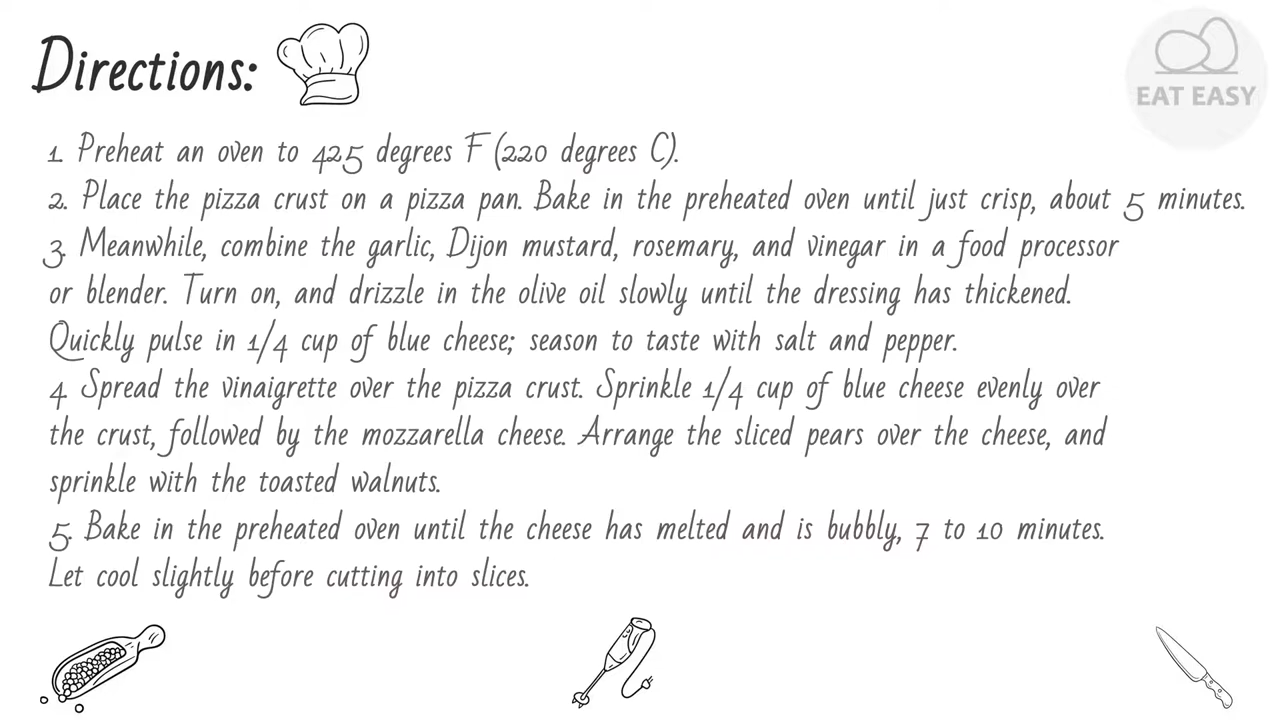 Directions:
EAT EASY
1. Preheat an oven to 425 degrees F (220 degrees C).
2. Place the pizza crust on a pizza pan. Bake in the preheated oven until just crisp, about 5 minutes.
3. Meanwhile, combine the garlic, Dijon mustard, rosemary, and vinegar in a food processor
or blender. Turn on, and drizzle in the olive oil slowly until the dressing has thickened.
Quickly pulse in 1/4 cup of blue cheese; season to taste with salt and pepper.
4. Spread the vinaigrette over the pizza crust. Sprinkle 1/4 cup of blue cheese evenly over
the crust, followed by the mozzarella cheese. Arrange the sliced pears over the cheese, and
sprinkle with the toasted walnuts.
5. Bake in the preheated oven until the cheese has melted and is bubbly, 7 to 10 minutes.
Let cool slightly before cutting into slices.